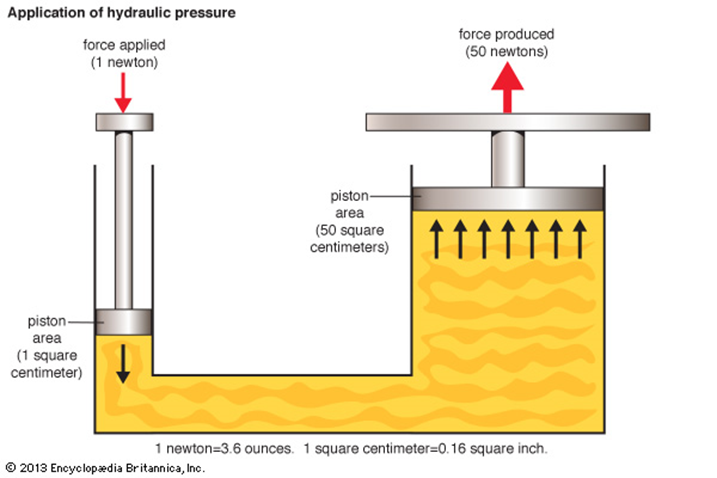 Application of hydraulic pressure
force applied
(1 newton)
force produced
(50 newtons)
piston
area
(50 square
centimeters)
piston
area
(1 square
centimeter)
1 newton=3.6 ounces. 1 square centimeter=0.16 square inch.
© 2013 Encyclopædia Britannica, Inc.